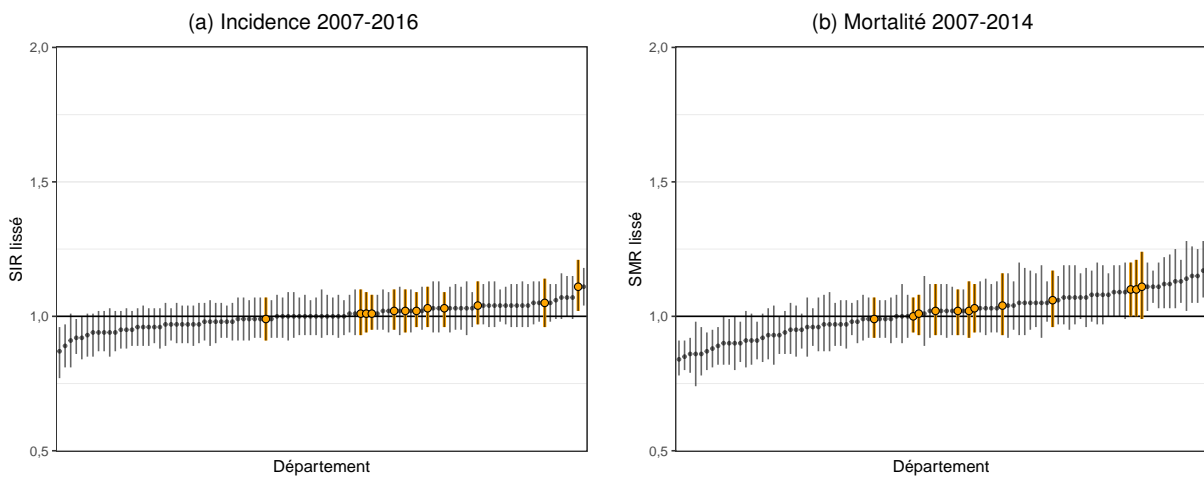 (a) Incidence 2007-2016
2,0
1,5
1,0
0,5
SIR lissé
Département
(b) Mortalité 2007-2014
2,0
1,5
1,0
0,5
SMR lissé
Département